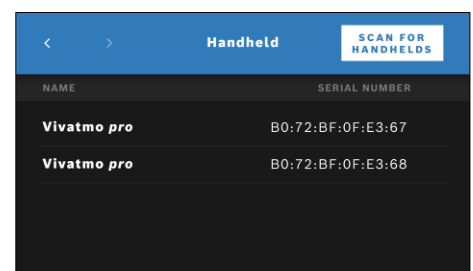 < > Handheld SCAN FOR
HANDHELDS
NAME SERIAL NUMBER
Vivatmo pro B0:72:BF:0F:E3:67
Vivatmo pro B0:72:BF:0F:E3:68